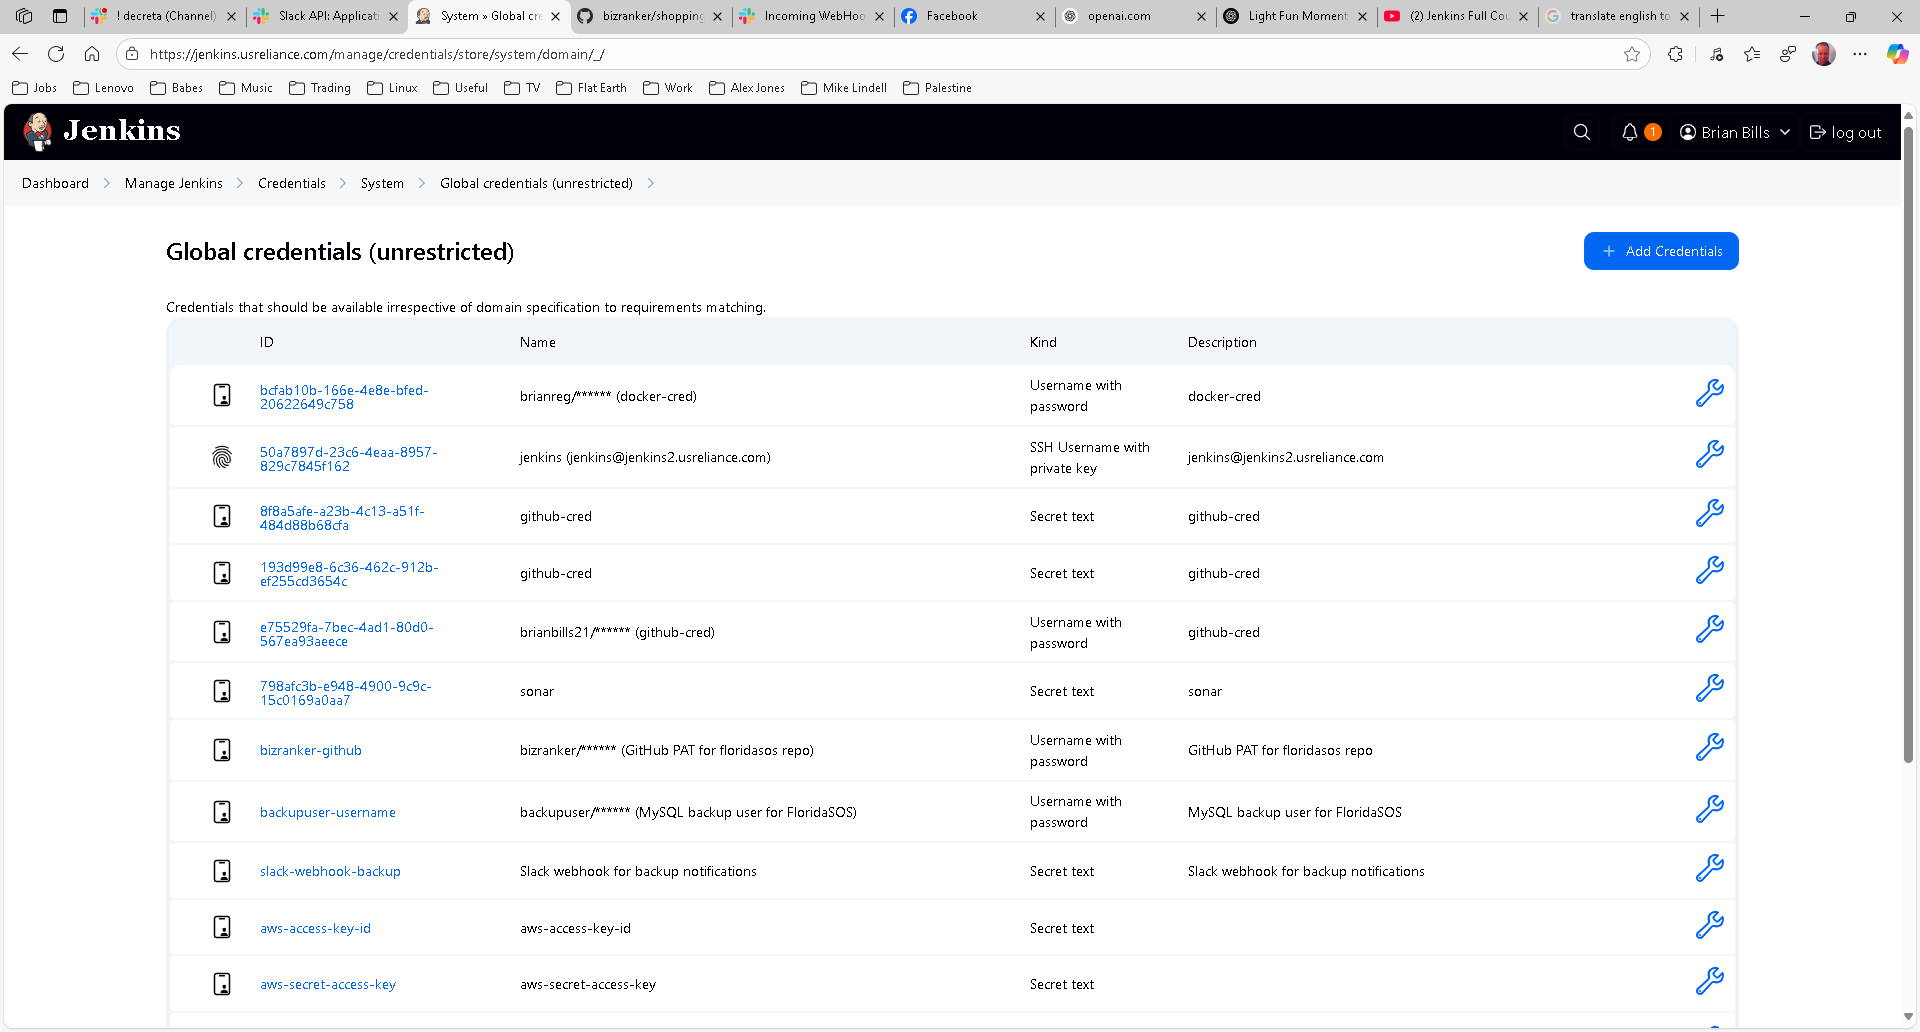 ! decreta (Channel)
Slack API: Applicati
System » Global cre
bizranker/shopping
Incoming WebHoo
Facebook
openai.com
Light Fun Moment
(2) Jenkins Full Cou
translate english to
https://jenkins.usreliance.com/manage/credentials/store/system/domain/_/
Jobs Lenovo Babes Music Trading Linux Useful TV Flat Earth Work Alex Jones Mike Lindell Palestine
Jenkins
1 Brian Bills log out
Dashboard Manage Jenkins Credentials System Global credentials (unrestricted)
Global credentials (unrestricted)
+ Add Credentials
Credentials that should be available irrespective of domain specification to requirements matching.
ID Name Kind Description
bcfab10b-166e-4e8e-bfed-
20622649c758
brianreg/****** (docker-cred)
Username with
password
docker-cred
50a7897d-23c6-4eaa-8957-
829c7845f162
jenkins (jenkins@jenkins2.usreliance.com)
SSH Username with
private key
jenkins@jenkins2.usreliance.com
8f8a5afe-a23b-4c13-a51f-
484d88b68cfa
github-cred
Secret text
github-cred
193d99e8-6c36-462c-912b-
ef255cd3654c
github-cred
Secret text
github-cred
e75529fa-7bec-4ad1-80d0-
567ea93aeece
brianbills21/****** (github-cred)
Username with
password
github-cred
798afc3b-e948-4900-9c9c-
15c0169a0aa7
sonar
Secret text
sonar
bizranker-github
bizranker/****** (GitHub PAT for floridasos repo)
Username with
password
GitHub PAT for floridasos repo
backupuser-username
backupuser/****** (MySQL backup user for FloridaSOS)
Username with
password
MySQL backup user for FloridaSOS
slack-webhook-backup
Slack webhook for backup notifications
Secret text
Slack webhook for backup notifications
aws-access-key-id
aws-access-key-id
Secret text
aws-secret-access-key
aws-secret-access-key
Secret text